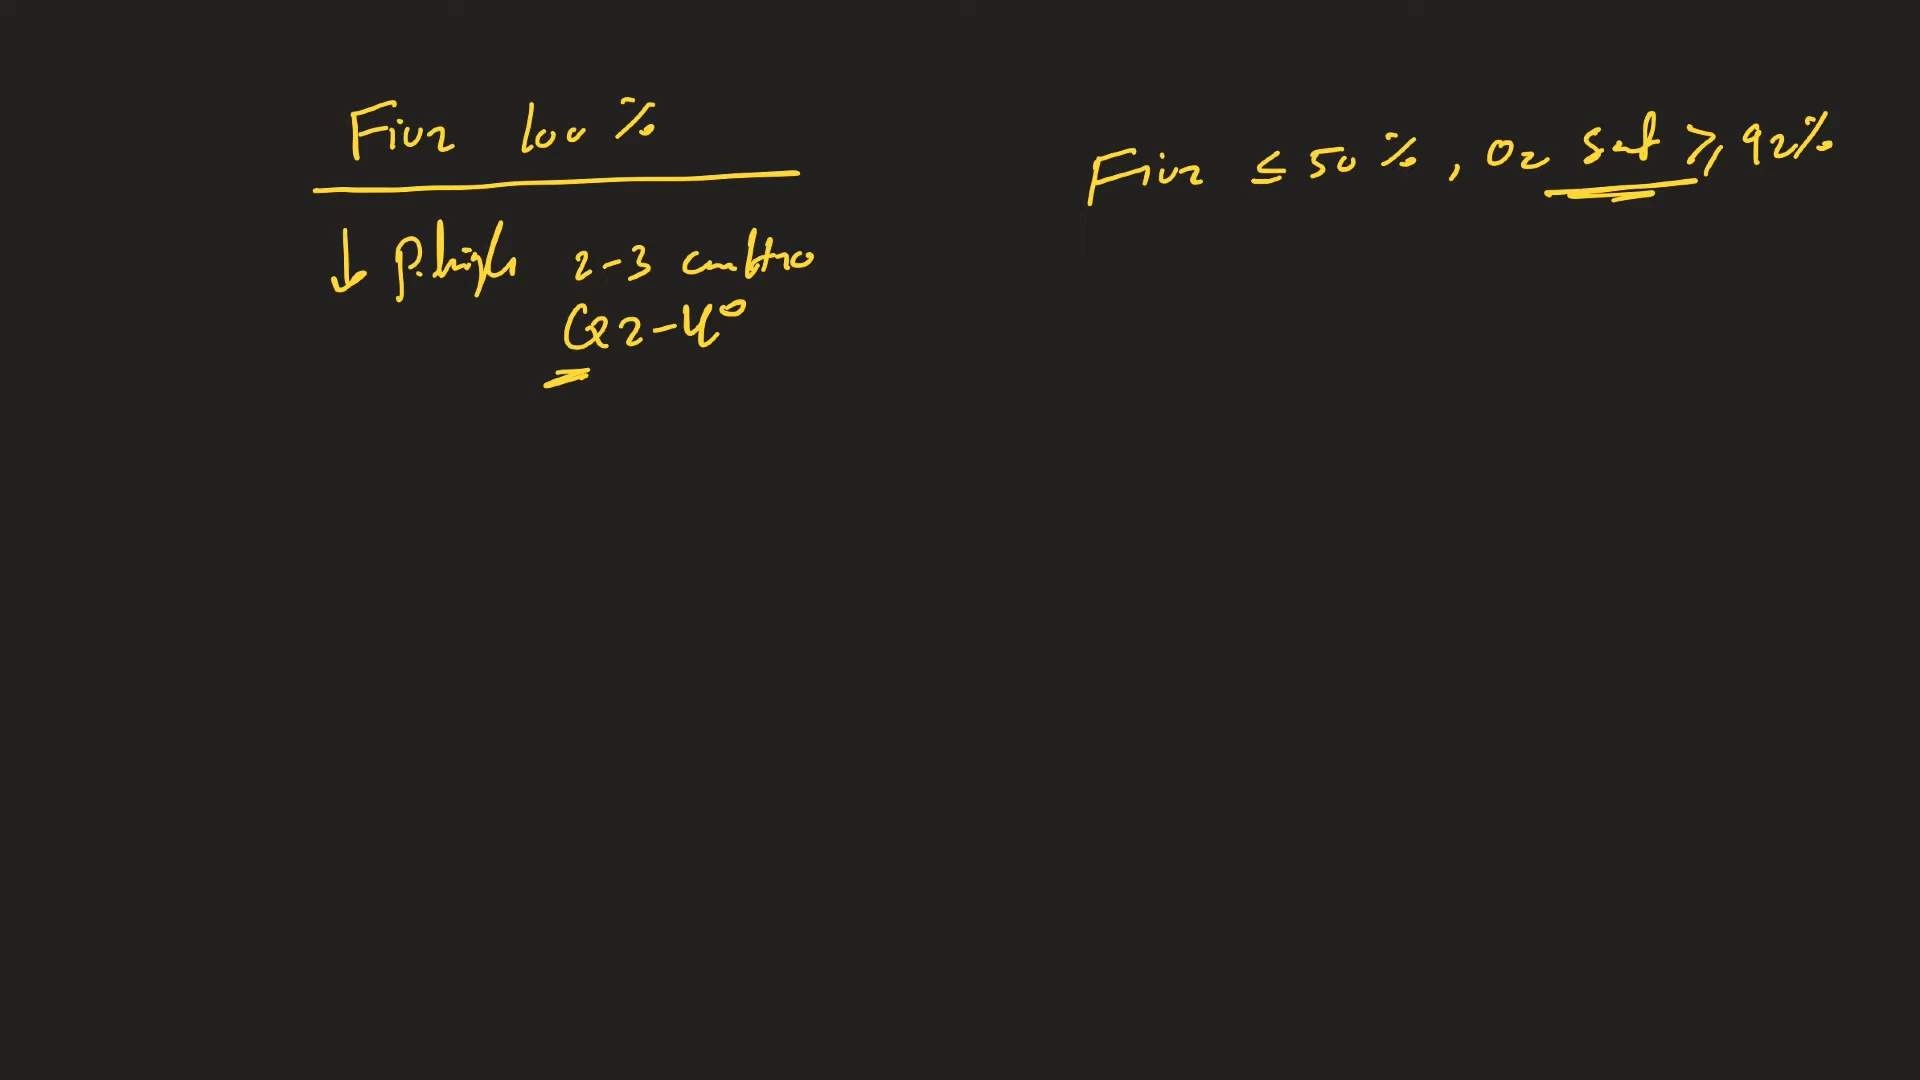 FiO2 100%
↓ P.high 2-3 cmH2O
Q2-4°
FiO2 ≤ 50%, O2 sat ≥ 92%